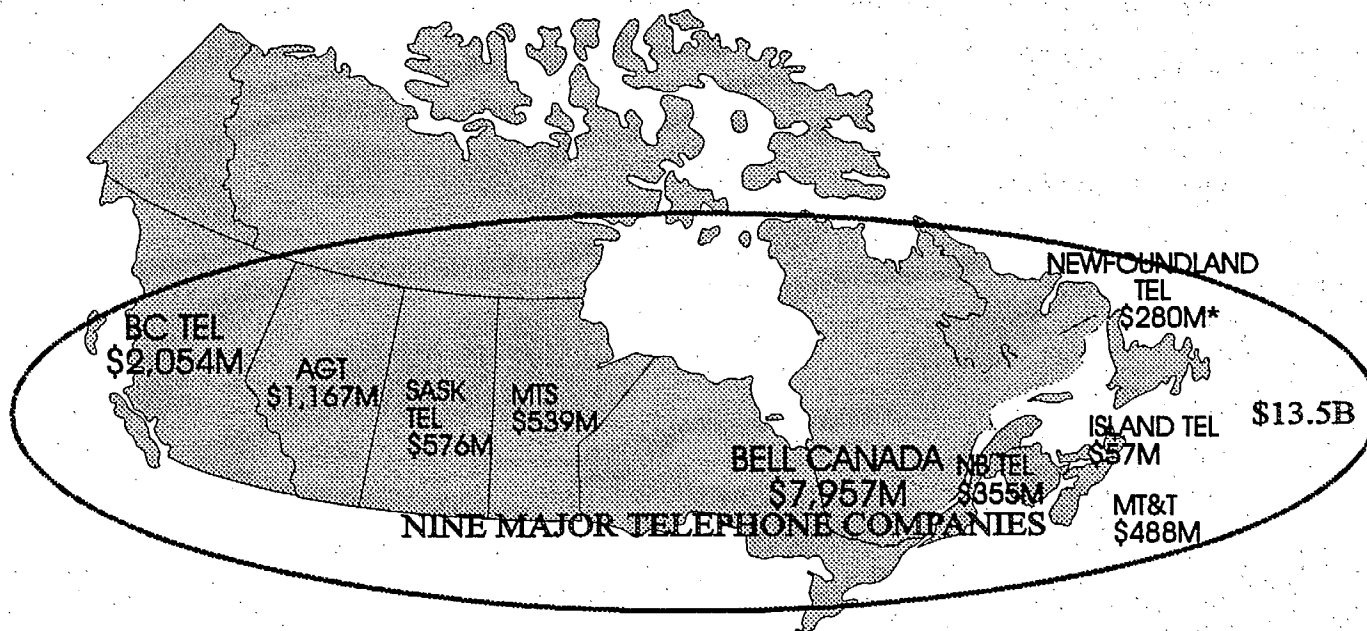 NEWFOUNDLAND
TEL
$280M*
BC TEL
$2,054M
AGT
$1,167M
SASK
TEL
$576M
MTS
$539M
$13.5B
ISLAND TEL
$57M
BELL CANADA
$7,957M
NB TEL
$355M
MT&T
$488M
NINE MAJOR TELEPHONE COMPANIES